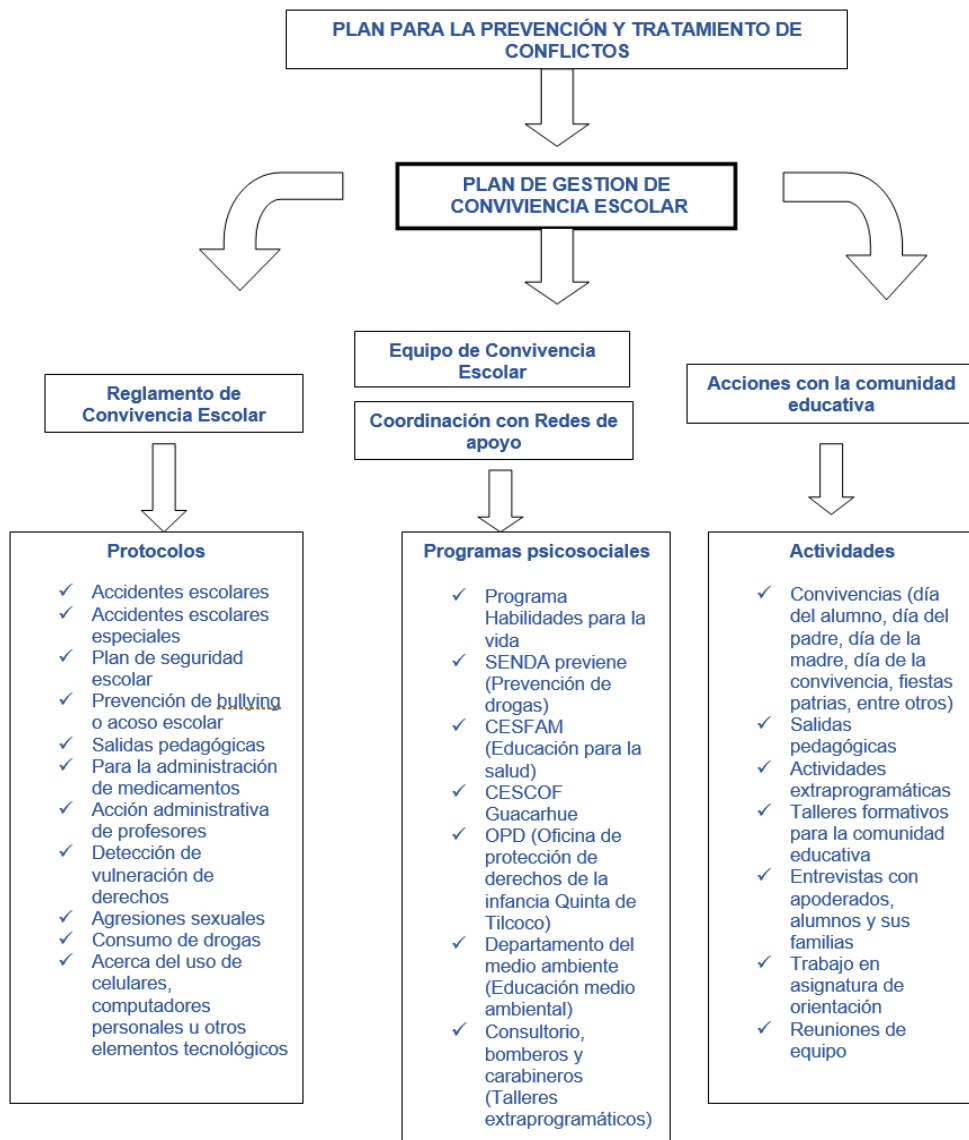 PLAN PARA LA PREVENCIÓN Y TRATAMIENTO DE
CONFLICTOS
PLAN DE GESTION DE
CONVIVIENCIA ESCOLAR
Reglamento de
Convivencia Escolar
Equipo de Convivencia
Escolar
Coordinación con Redes de
apoyo
Acciones con la comunidad
educativa
Protocolos
✓ Accidentes escolares
✓ Accidentes escolares
especiales
✓ Plan de seguridad
escolar
✓ Prevención de bullying
o acoso escolar
✓ Salidas pedagógicas
✓ Para la administración
de medicamentos
✓ Acción administrativa
de profesores
✓ Detección de
vulneración de
derechos
✓ Agresiones sexuales
✓ Consumo de drogas
✓ Acerca del uso de
celulares,
computadores
personales u otros
elementos tecnológicos
Programas psicosociales
✓ Programa
Habilidades para la
vida
✓ SENDA previene
(Prevención de
drogas)
✓ CESFAM
(Educación para la
salud)
✓ CESCOF
Guacarhue
✓ OPD (Oficina de
protección de
derechos de la
infancia Quinta de
Tilcoco)
✓ Departamento del
medio ambiente
(Educación medio
ambiental)
✓ Consultorio,
bomberos y
carabineros
(Talleres
extraprogramáticos)
Actividades
✓ Convivencias (día
del alumno, día del
padre, día de la
madre, día de la
convivencia, fiestas
patrias, entre otros)
✓ Salidas
pedagógicas
✓ Actividades
extraprogramáticas
✓ Talleres formativos
para la comunidad
educativa
✓ Entrevistas con
apoderados,
alumnos y sus
familias
✓ Trabajo en
asignatura de
orientación
✓ Reuniones de
equipo